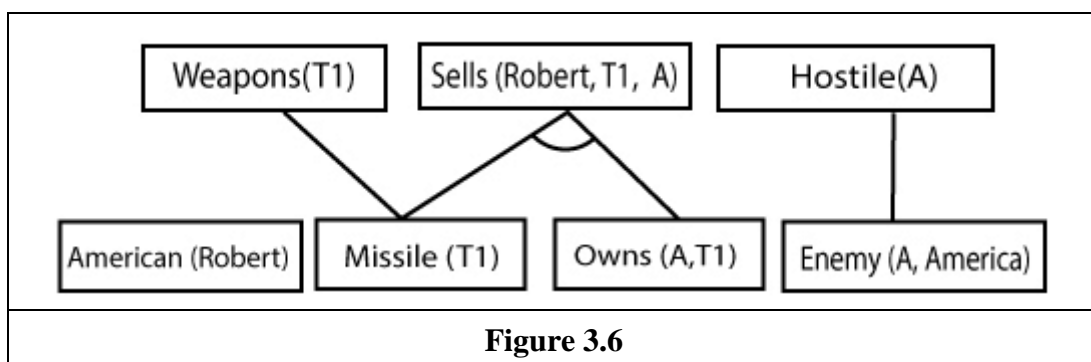 Weapons(T1) Sells (Robert, T1, A) Hostile(A)
American (Robert) Missile (T1) Owns (A,T1) Enemy (A, America)
Figure 3.6